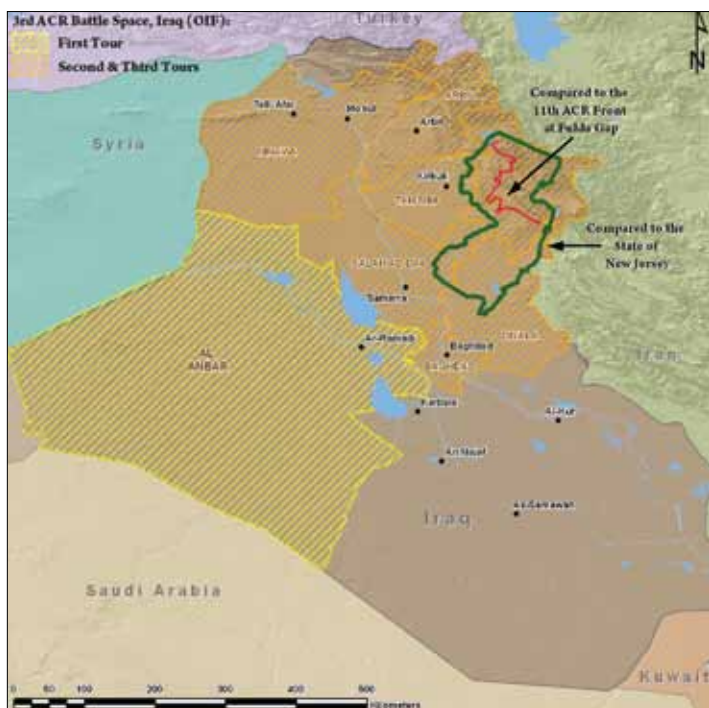 3rd ACR Battle Space, Iraq (OIF):
First Tour
Second & Third Tours
Turkey
N
Compared to the
11th ACR Front
at Fulda Gap
Tall Afar
Mosul
Arbil
Syria
Kirkuk
Compared to the
State of
New Jersey
Samarra
Ar-Ramadi
Baghdad
Iran
AL
ANBAR
Karbala
Al-Kut
An Najaf
As-Samawah
Iraq
Saudi Arabia
Kuwait
0 50 100 200 300 400 500
Kilometers